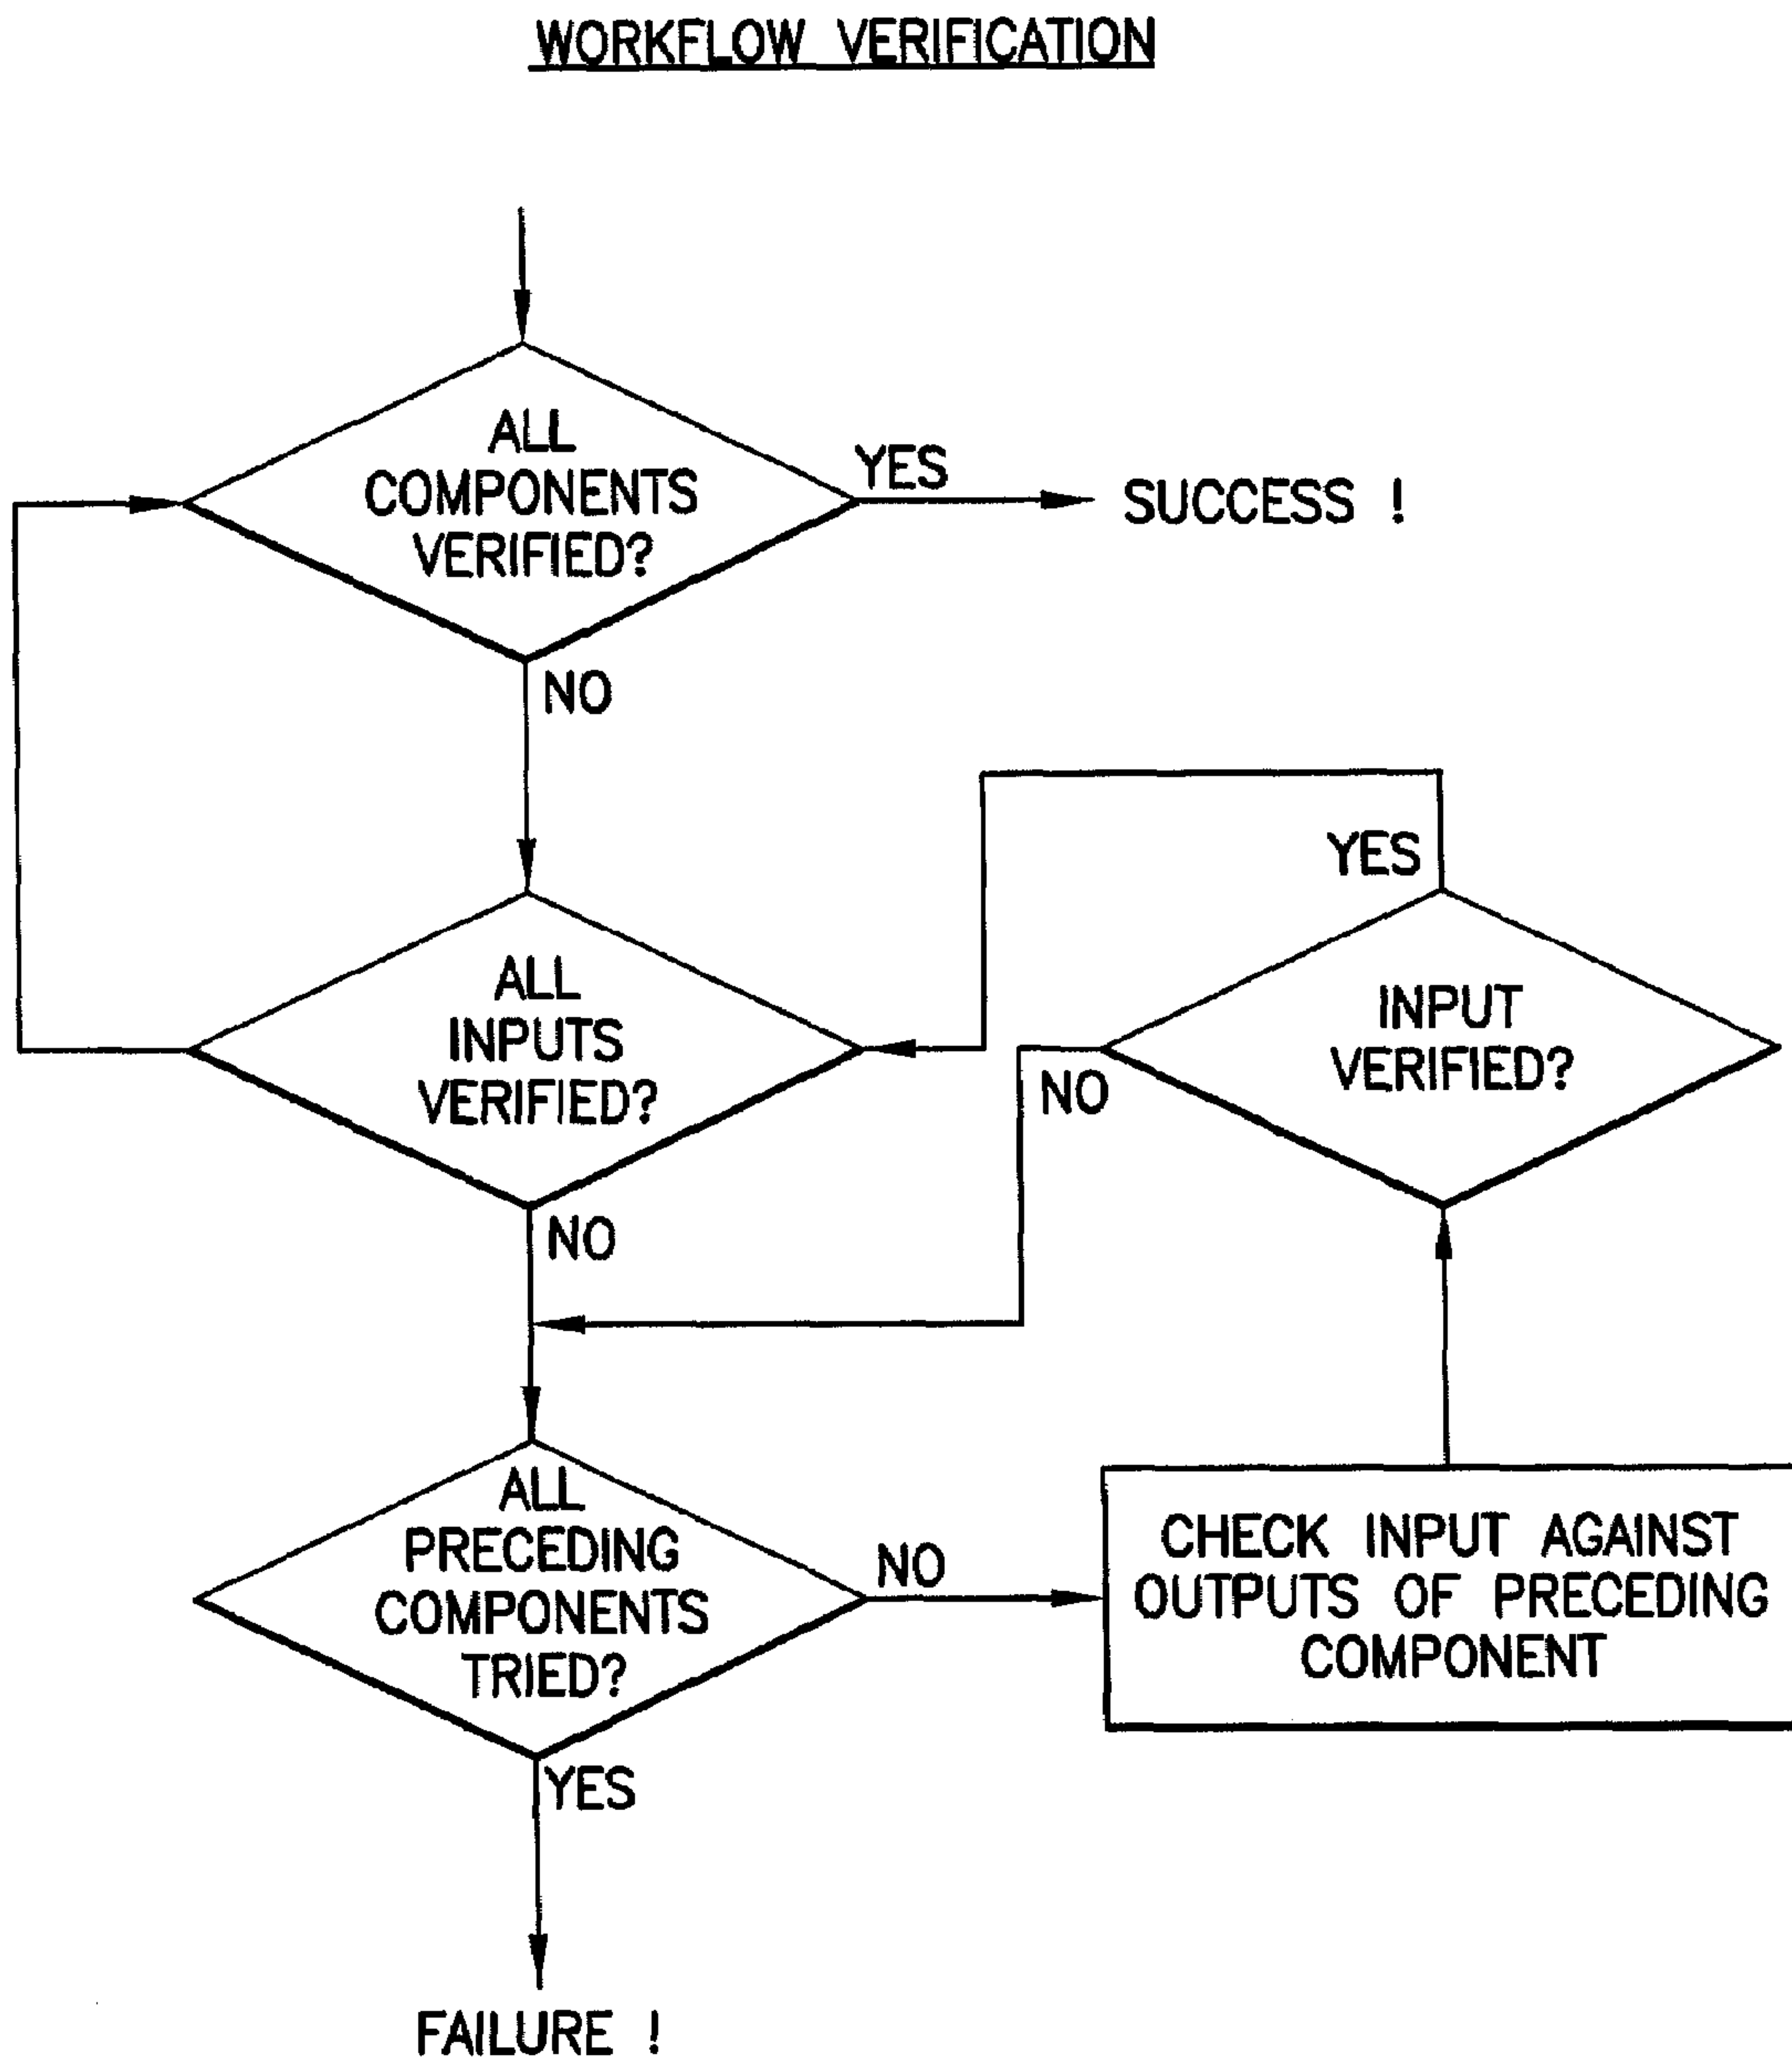 WORKFLOW VERIFICATION
ALL
COMPONENTS
VERIFIED?
YES
SUCCESS !
NO
YES
ALL
INPUTS
VERIFIED?
INPUT
VERIFIED?
NO
NO
ALL
PRECEDING
COMPONENTS
TRIED?
NO
CHECK INPUT AGAINST
OUTPUTS OF PRECEDING
COMPONENT
YES
FAILURE !